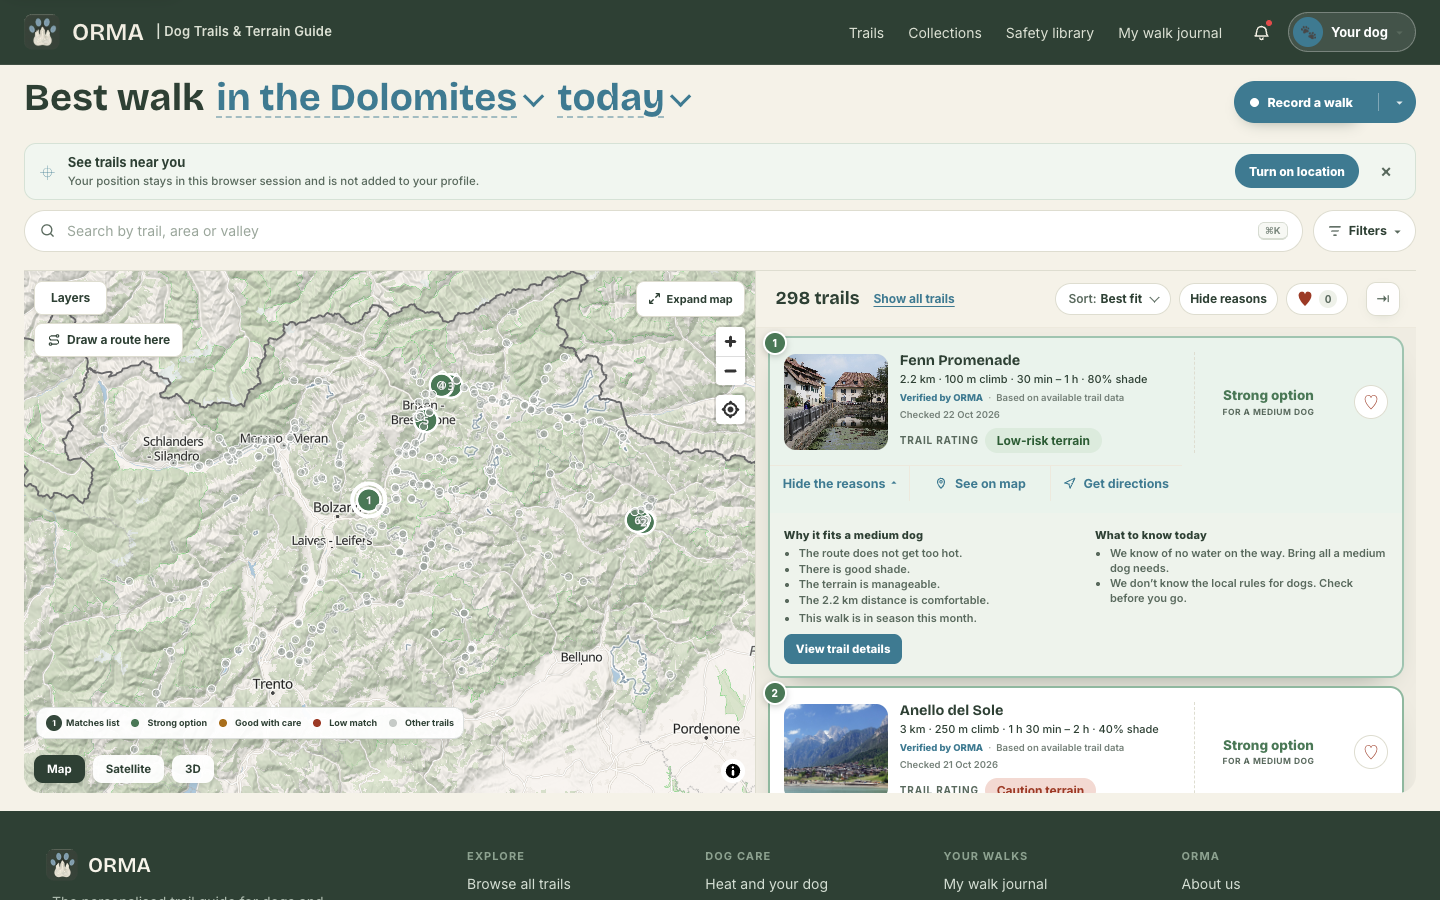 ORMA
| Dog Trails & Terrain Guide
Trails
Collections
Safety library
My walk journal
Your dog
Best walk in the Dolomites today
Record a walk
See trails near you
Your position stays in this browser session and is not added to your profile.
Turn on location
Search by trail, area or valley
⌘K
Filters
Layers
Draw a route here
Expand map
Schlanders
- Silandro
Meran
1
Laives - Leifers
Belluno
Trento
Pordenone
1 Matches list
Strong option
Good with care
Low match
Other trails
Map
Satellite
3D
298 trails
Show all trails
Sort: Best fit
Hide reasons
0
1
Fenn Promenade
2.2 km · 100 m climb · 30 min – 1 h · 80% shade
Verified by ORMA · Based on available trail data
Checked 22 Oct 2026
TRAIL RATING
Low-risk terrain
Strong option
FOR A MEDIUM DOG
Hide the reasons
See on map
Get directions
Why it fits a medium dog
The route does not get too hot.
There is good shade.
The terrain is manageable.
The 2.2 km distance is comfortable.
This walk is in season this month.
What to know today
We know of no water on the way. Bring all a medium
dog needs.
We don’t know the local rules for dogs. Check
before you go.
View trail details
2
Anello del Sole
3 km · 250 m climb · 1 h 30 min – 2 h · 40% shade
Verified by ORMA · Based on available trail data
Checked 21 Oct 2026
TRAIL RATING
Caution terrain
Strong option
FOR A MEDIUM DOG
ORMA
The personalised trail guide for dogs and
EXPLORE
Browse all trails
DOG CARE
Heat and your dog
YOUR WALKS
My walk journal
ORMA
About us